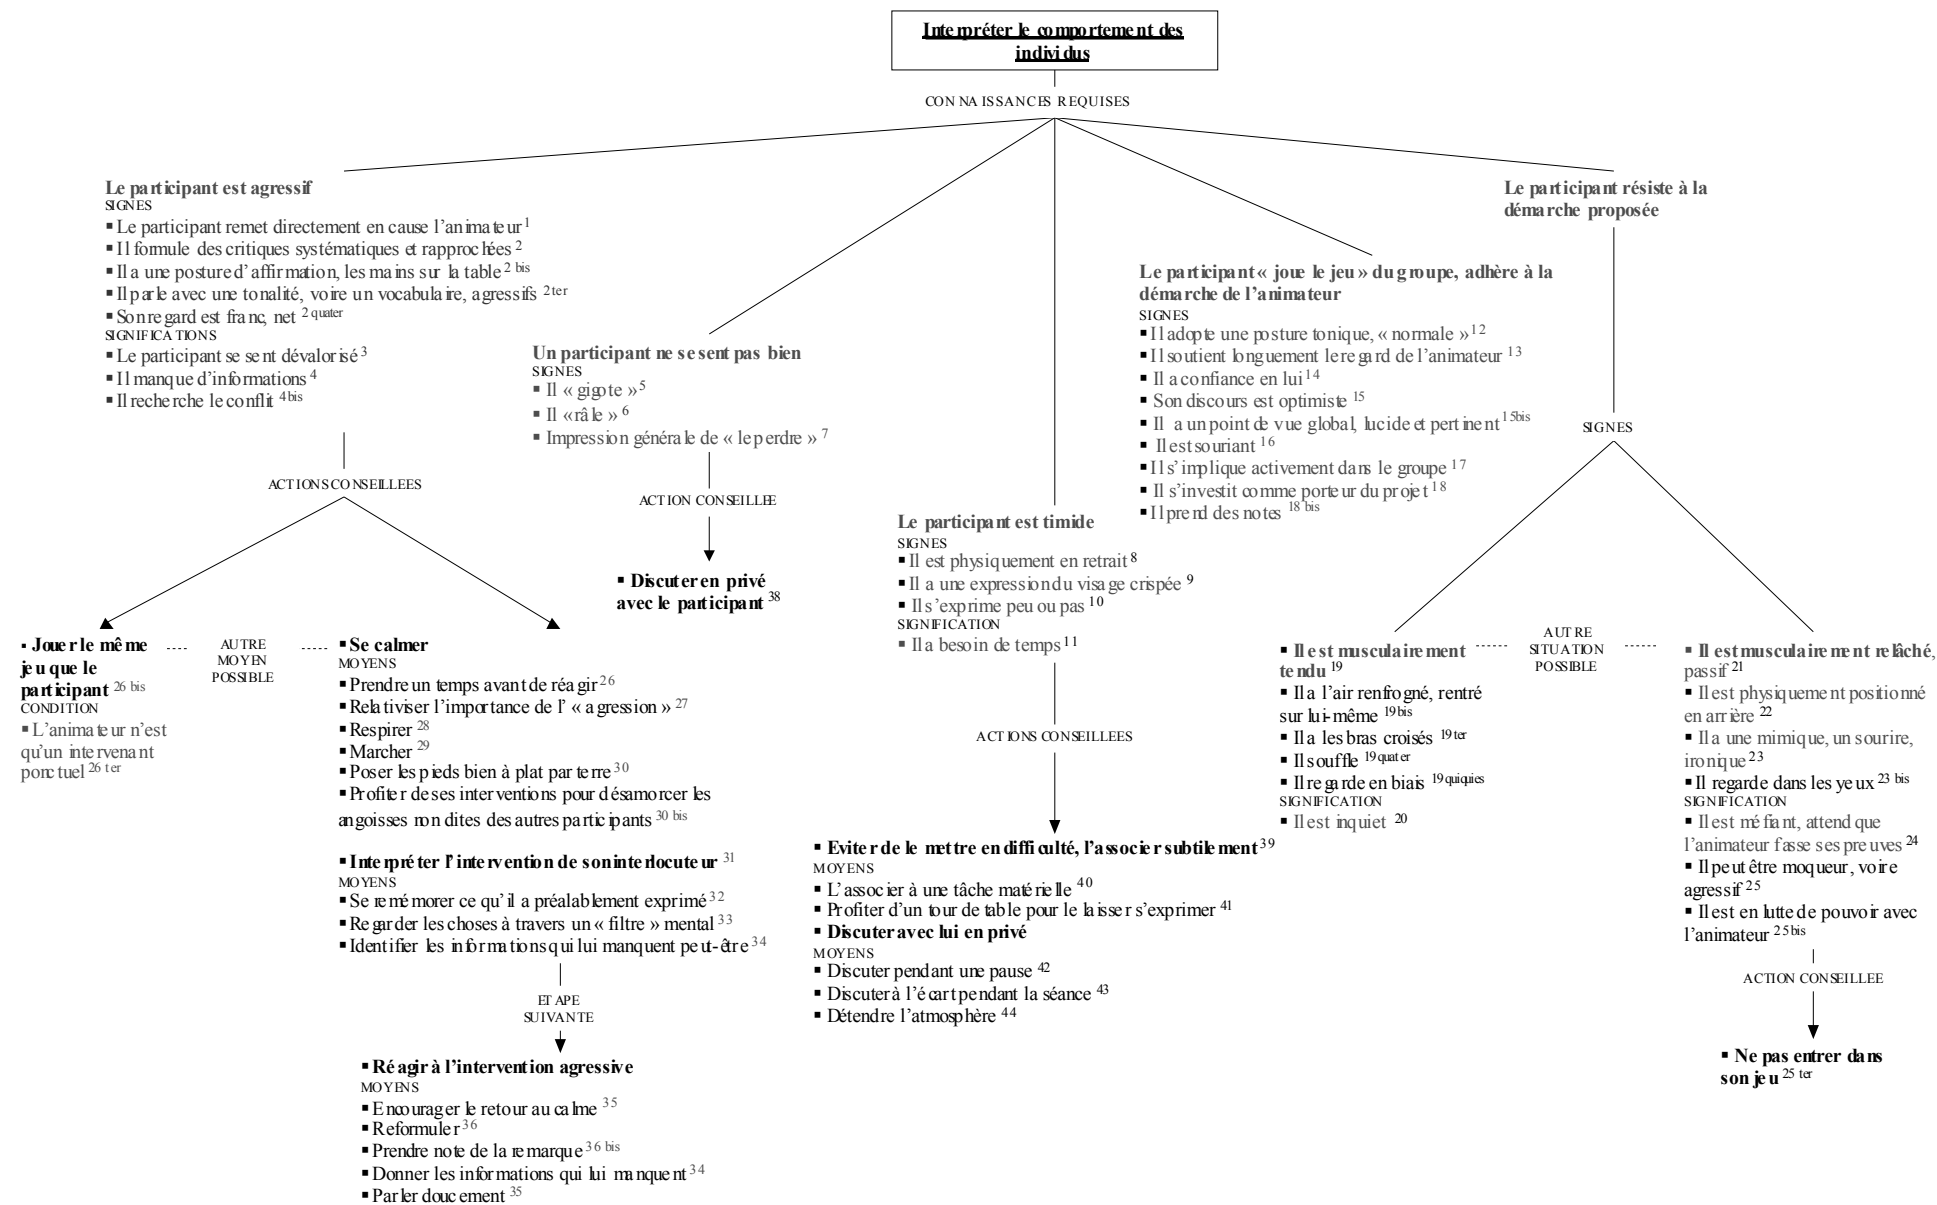 Interpréter le comportement des
individus
CONNAISSANCES REQUISES
Le participant est agressif
SIGNES
▪ Le participant remet directement en cause l'animateur 1
▪ Il formule des critiques systématiques et rapprochées 2
▪ Il a une posture d'affirmation, les mains sur la table 2 bis
▪ Il parle avec une tonalité, voire un vocabulaire, agressifs 2 ter
▪ Son regard est franc, net 2 quater
SIGNIFICATIONS
▪ Le participant se sent dévalorisé 3
▪ Il manque d'informations 4
▪ Il recherche le conflit 4bis
ACTIONS CONSEILLEES
▪ Jouer le même
jeu que le
participant 26 bis
CONDITION
▪ L'animateur n'est
qu'un intervenant
ponctuel 26 ter
AUTRE
MOYEN
POSSIBLE
▪ Se calmer
MOYENS
▪ Prendre un temps avant de réagir 26
▪ Relativiser l'importance de l' « agression » 27
▪ Respirer 28
▪ Marcher 29
▪ Poser les pieds bien à plat par terre 30
▪ Profiter de ses interventions pour désamorcer les
angoisses non dites des autres participants 30 bis
▪ Interpréter l'intervention de son interlocuteur 31
MOYENS
▪ Se remémorer ce qu'il a préalablement exprimé 32
▪ Regarder les choses à travers un « filtre » mental 33
▪ Identifier les informations qui lui manquent peut-être 34
ETAPE
SUIVANTE
▪ Réagir à l'intervention agressive
MOYENS
▪ Encourager le retour au calme 35
▪ Reformuler 36
▪ Prendre note de la remarque 36 bis
▪ Donner les informations qui lui manquent 34
▪ Parler doucement 35
Un participant ne se sent pas bien
SIGNES
▪ Il « gigote » 5
▪ Il « râle » 6
▪ Impression générale de « le perdre » 7
ACTION CONSEILLEE
▪ Discuter en privé
avec le participant 38
Le participant est timide
SIGNES
▪ Il est physiquement en retrait 8
▪ Il a une expression du visage crispée 9
▪ Il s'exprime peu ou pas 10
SIGNIFICATION
▪ Il a besoin de temps 11
ACTIONS CONSEILLEES
▪ Eviter de le mettre en difficulté, l'associer subtilement 39
MOYENS
▪ L'associer à une tâche matérielle 40
▪ Profiter d'un tour de table pour le laisser s'exprimer 41
▪ Discuter avec lui en privé
MOYENS
▪ Discuter pendant une pause 42
▪ Discuter à l'écart pendant la séance 43
▪ Détendre l'atmosphère 44
Le participant « joue le jeu » du groupe, adhère à la
démarche de l'animateur
SIGNES
▪ Il adopte une posture tonique, « normale » 12
▪ Il soutient longuement le regard de l'animateur 13
▪ Il a confiance en lui 14
▪ Son discours est optimiste 15
▪ Il a un point de vue global, lucide et pertinent 15bis
▪ Il est souriant 16
▪ Il s'implique activement dans le groupe 17
▪ Il s'investit comme porteur du projet 18
▪ Il prend des notes 18 bis
Le participant résiste à la
démarche proposée
SIGNES
▪ Il est musculairement
tendu 19
▪ Il a l'air renfrogné, rentré
sur lui-même 19 bis
▪ Il a les bras croisés 19 ter
▪ Il souffle 19 quater
▪ Il regarde en biais 19 quiquies
SIGNIFICATION
▪ Il est inquiet 20
AUTRE
SITUATION
POSSIBLE
▪ Il est musculairement relâché,
passif 21
▪ Il est physiquement positionné
en arrière 22
▪ Il a une mimique, un sourire,
ironique 23
▪ Il regarde dans les yeux 23 bis
SIGNIFICATION
▪ Il est méfiant, attend que
l'animateur fasse ses preuves 24
▪ Il peut être moqueur, voire
agressif 25
▪ Il est en lutte de pouvoir avec
l'animateur 25 bis
ACTION CONSEILLEE
▪ Ne pas entrer dans
son jeu 25 ter